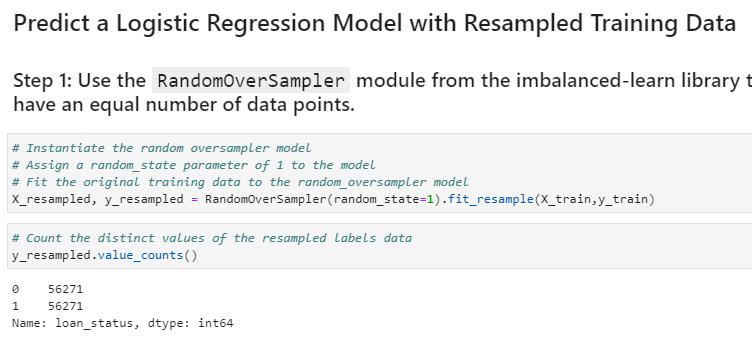 Predict a Logistic Regression Model with Resampled Training Data
Step 1: Use the RandomOverSampler module from the imbalanced-learn library t
have an equal number of data points.
# Instantiate the random oversampler model
# Assign a random_state parameter of 1 to the model
# Fit the original training data to the random_oversampler model
X_resampled, y_resampled = RandomOverSampler(random_state=1).fit_resample(X_train,y_train)
# Count the distinct values of the resampled labels data
y_resampled.value_counts()
0    56271
1    56271
Name: loan_status, dtype: int64